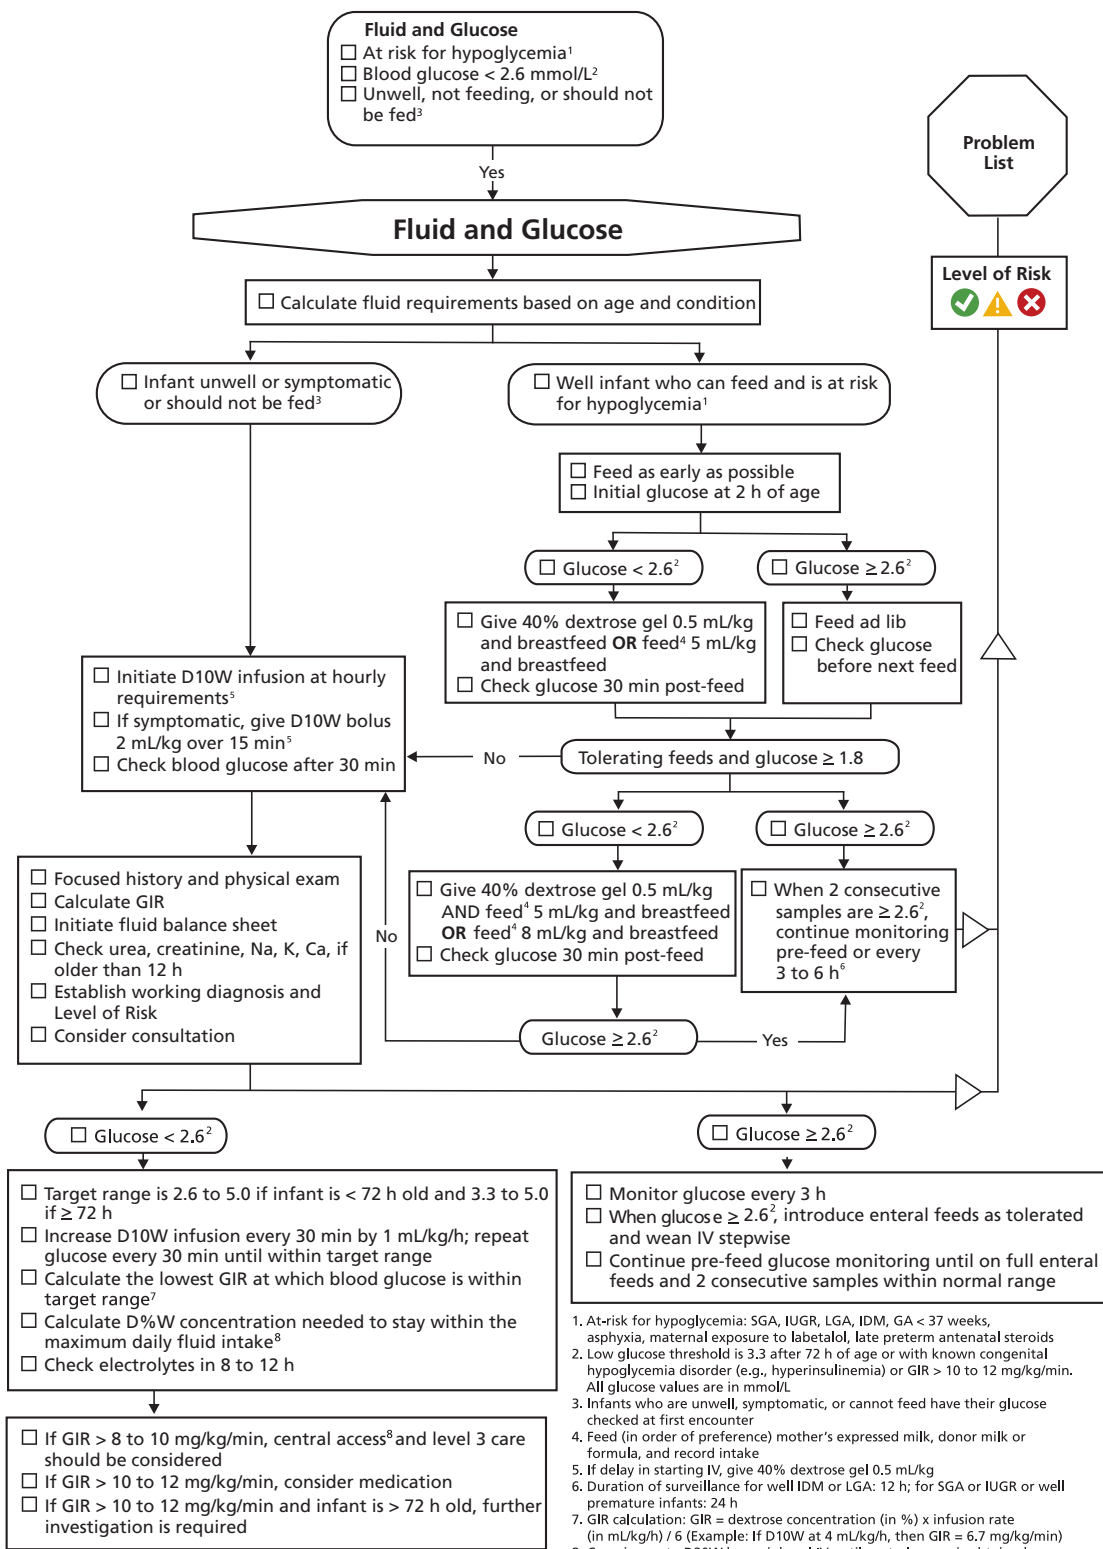 Fluid and Glucose
☐ At risk for hypoglycemia¹
☐ Blood glucose < 2.6 mmol/L²
☐ Unwell, not feeding, or should not
be fed³
Yes
Problem
List
Fluid and Glucose
Level of Risk
☐ Calculate fluid requirements based on age and condition
☐ Infant unwell or symptomatic
or should not be fed³
☐ Well infant who can feed and is at risk
for hypoglycemia¹
☐ Feed as early as possible
☐ Initial glucose at 2 h of age
☐ Glucose < 2.6²
☐ Glucose ≥ 2.6²
☐ Give 40% dextrose gel 0.5 mL/kg
and breastfeed OR feed⁴ 5 mL/kg
and breastfeed
☐ Check glucose 30 min post-feed
☐ Feed ad lib
☐ Check glucose
before next feed
☐ Initiate D10W infusion at hourly
requirements⁵
☐ If symptomatic, give D10W bolus
2 mL/kg over 15 min⁵
☐ Check blood glucose after 30 min
No
Tolerating feeds and glucose ≥ 1.8
☐ Glucose < 2.6²
☐ Glucose ≥ 2.6²
☐ Focused history and physical exam
☐ Calculate GIR
☐ Initiate fluid balance sheet
☐ Check urea, creatinine, Na, K, Ca, if
older than 12 h
☐ Establish working diagnosis and
Level of Risk
☐ Consider consultation
No
☐ Give 40% dextrose gel 0.5 mL/kg
AND feed⁴ 5 mL/kg and breastfeed
OR feed⁴ 8 mL/kg and breastfeed
☐ Check glucose 30 min post-feed
☐ When 2 consecutive
samples are ≥ 2.6²,
continue monitoring
pre-feed or every
3 to 6 h⁶
Glucose ≥ 2.6²
Yes
☐ Glucose < 2.6²
☐ Glucose ≥ 2.6²
☐ Target range is 2.6 to 5.0 if infant is < 72 h old and 3.3 to 5.0
if ≥ 72 h
☐ Increase D10W infusion every 30 min by 1 mL/kg/h; repeat
glucose every 30 min until within target range
☐ Calculate the lowest GIR at which blood glucose is within
target range⁷
☐ Calculate D%W concentration needed to stay within the
maximum daily fluid intake⁸
☐ Check electrolytes in 8 to 12 h
☐ Monitor glucose every 3 h
☐ When glucose ≥ 2.6², introduce enteral feeds as tolerated
and wean IV stepwise
☐ Continue pre-feed glucose monitoring until on full enteral
feeds and 2 consecutive samples within normal range
☐ If GIR > 8 to 10 mg/kg/min, central access⁸ and level 3 care
should be considered
☐ If GIR > 10 to 12 mg/kg/min, consider medication
☐ If GIR > 10 to 12 mg/kg/min and infant is > 72 h old, further
investigation is required
1. At-risk for hypoglycemia: SGA, IUGR, LGA, IDM, GA < 37 weeks,
asphyxia, maternal exposure to labetalol, late preterm antenatal steroids
2. Low glucose threshold is 3.3 after 72 h of age or with known congenital
hypoglycemia disorder (e.g., hyperinsulinemia) or GIR > 10 to 12 mg/kg/min.
All glucose values are in mmol/L
3. Infants who are unwell, symptomatic, or cannot feed have their glucose
checked at first encounter
4. Feed (in order of preference) mother's expressed milk, donor milk or
formula, and record intake
5. If delay in starting IV, give 40% dextrose gel 0.5 mL/kg
6. Duration of surveillance for well IDM or LGA: 12 h; for SGA or IUGR or well
premature infants: 24 h
7. GIR calculation: GIR = dextrose concentration (in %) x infusion rate
(in mL/kg/h) / 6 (Example: If D10W at 4 mL/kg/h, then GIR = 6.7 mg/kg/min)